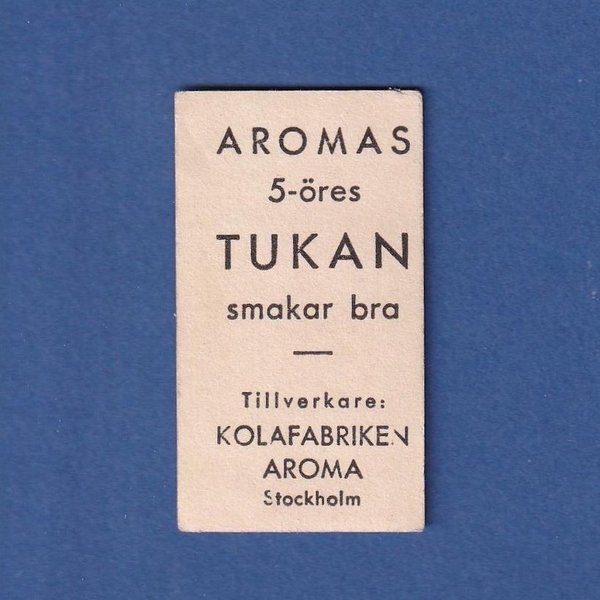 AROMAS
5-öres
TUKAN
smakar bra
Tillverkare:
KOLAFABRIKEN
AROMA
Stockholm